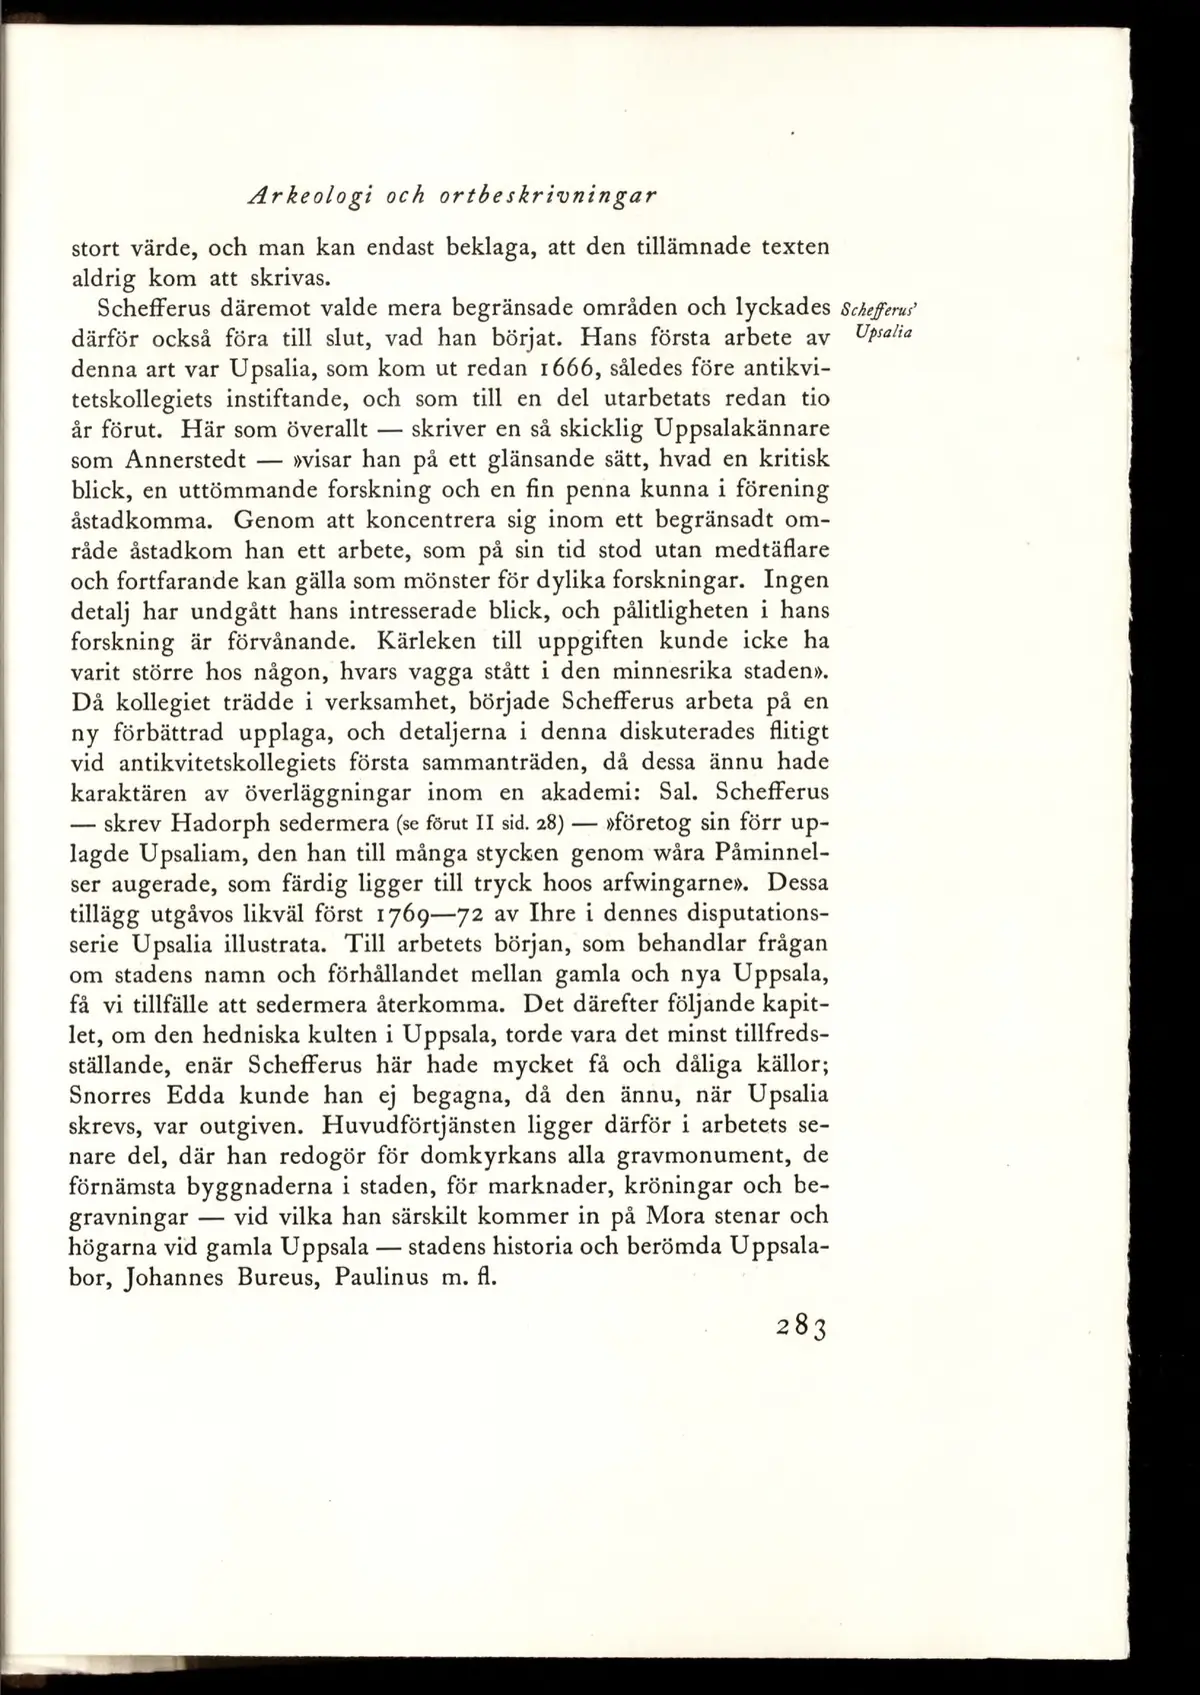 Arkeologi och ortbeskrivningar
stort värde, och man kan endast beklaga, att den tillämnade texten
aldrig kom att skrivas.
Schefferus däremot valde mera begränsade områden och lyckades
därför också föra till slut, vad han börjat. Hans första arbete av
Schefferus'
Upsalia
denna art var Upsalia, som kom ut redan 1666, således före antikvi-
tetskollegiets instiftande, och som till en del utarbetats redan tio
år förut. Här som överallt — skriver en så skicklig Uppsalakännare
som Annerstedt — »visar han på ett glänsande sätt, hvad en kritisk
blick, en uttömmande forskning och en fin penna kunna i förening
åstadkomma. Genom att koncentrera sig inom ett begränsadt om-
råde åstadkom han ett arbete, som på sin tid stod utan medtäflare
och fortfarande kan gälla som mönster för dylika forskningar. Ingen
detalj har undgått hans intresserade blick, och pålitligheten i hans
forskning är förvånande. Kärleken till uppgiften kunde icke ha
varit större hos någon, hvars vagga stått i den minnesrika staden».
Då kollegiet trädde i verksamhet, började Schefferus arbeta på en
ny förbättrad upplaga, och detaljerna i denna diskuterades flitigt
vid antikvitetskollegiets första sammanträden, då dessa ännu hade
karaktären av överläggningar inom en akademi: Sal. Schefferus
— skrev Hadorph sedermera (se förut II sid. 28) — »företog sin förr up-
lagde Upsaliam, den han till många stycken genom wåra Påminnel-
ser augerade, som färdig ligger till tryck hoos arfwingarne». Dessa
tillägg utgåvos likväl först 1769—72 av Ihre i dennes disputations-
serie Upsalia illustrata. Till arbetets början, som behandlar frågan
om stadens namn och förhållandet mellan gamla och nya Uppsala,
få vi tillfälle att sedermera återkomma. Det därefter följande kapit-
let, om den hedniska kulten i Uppsala, torde vara det minst tillfreds-
ställande, enär Schefferus här hade mycket få och dåliga källor;
Snorres Edda kunde han ej begagna, då den ännu, när Upsalia
skrevs, var outgiven. Huvudförtjänsten ligger därför i arbetets se-
nare del, där han redogör för domkyrkans alla gravmonument, de
förnämsta byggnaderna i staden, för marknader, kröningar och be-
gravningar — vid vilka han särskilt kommer in på Mora stenar och
högarna vid gamla Uppsala — stadens historia och berömda Uppsala-
bor, Johannes Bureus, Paulinus m. fl.
283